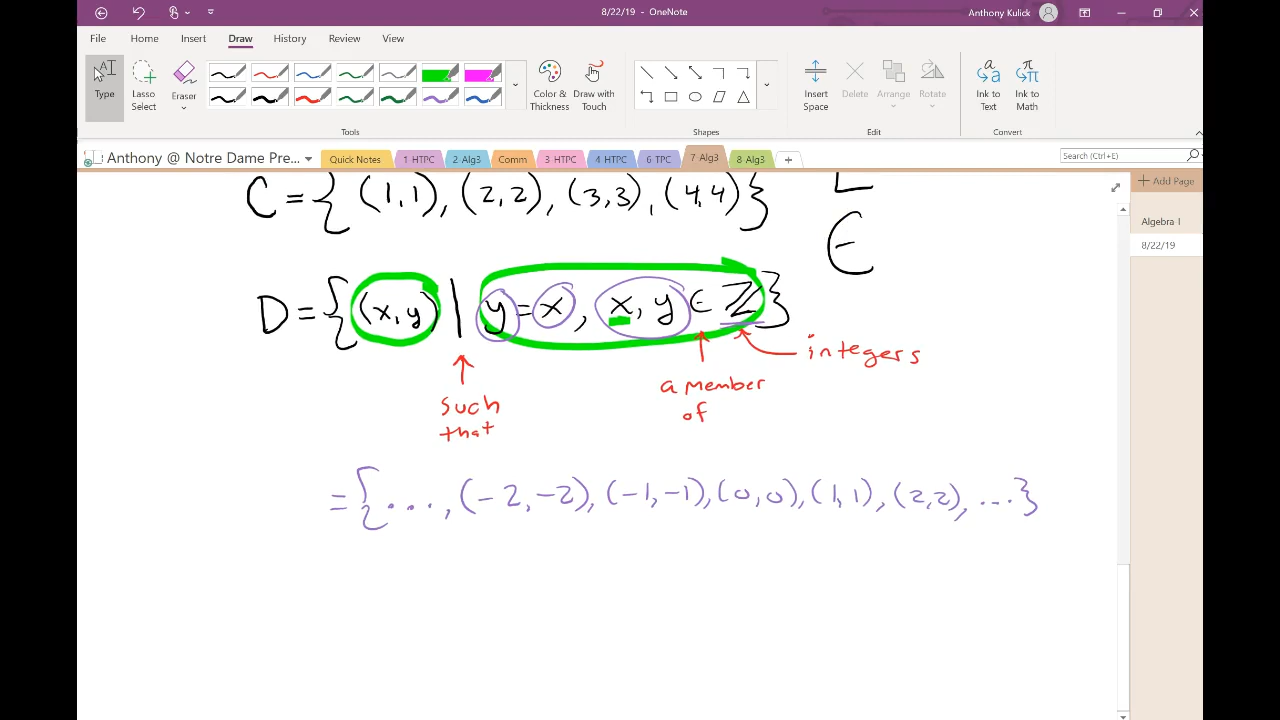 8/22/19 - OneNote
Anthony Kulick
File Home Insert Draw History Review View
Type
Lasso Select
Eraser
Color & Thickness
Draw with Touch
Insert Space
Delete
Arrange
Rotate
Ink to Text
Ink to Math
Tools Shapes Edit Convert
Anthony @ Notre Dame Pre... Quick Notes 1 HTPC 2 Alg3 Comm 3 HTPC 4 HTPC 6 TPC 7 Alg3 8 Alg3 +
Search (Ctrl+E)
+ Add Page
Algebra I
8/22/19
C = { (1,1), (2,2), (3,3), (4,4) }
∈
D = { (x,y) | y = x, x, y ∈ ℤ }
integers
such
that
a member
of
= { ..., (-2,-2), (-1,-1), (0,0), (1,1), (2,2), ... }